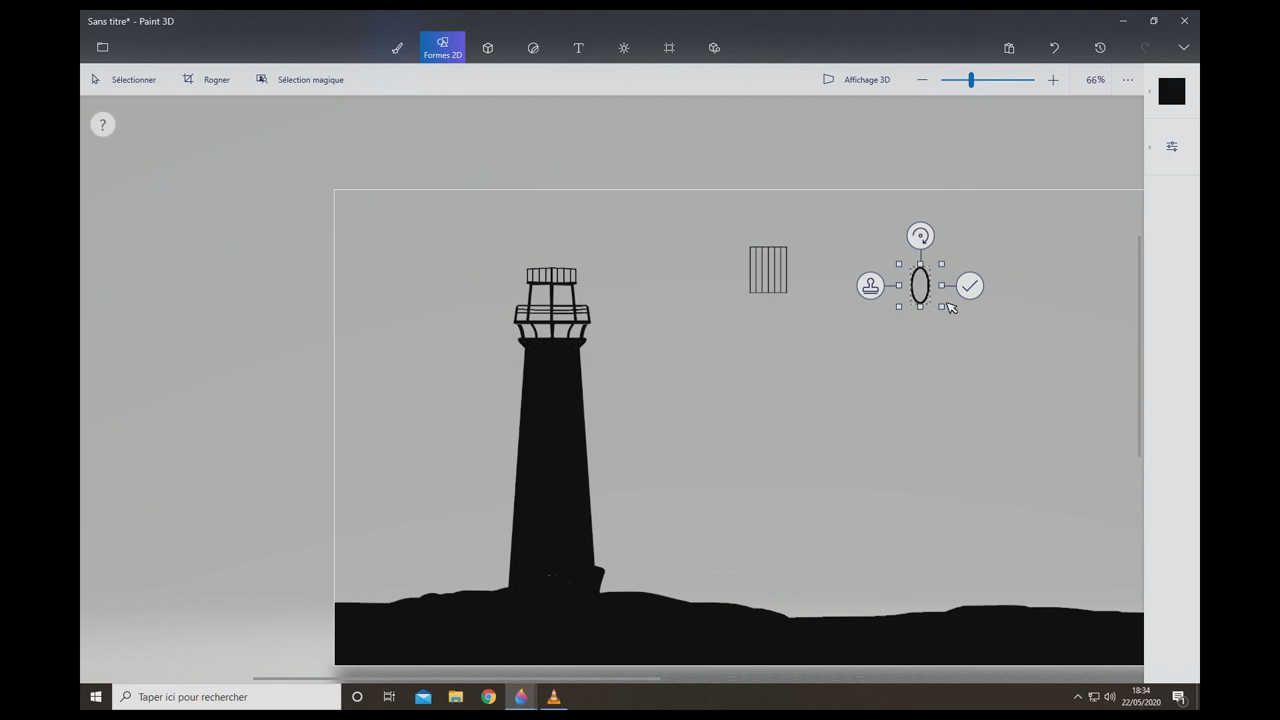 Sans titre* - Paint 3D
Formes 2D
Sélectionner Rogner Sélection magique Affichage 3D 66%
?
Taper ici pour rechercher
18:34
22/05/2020
1